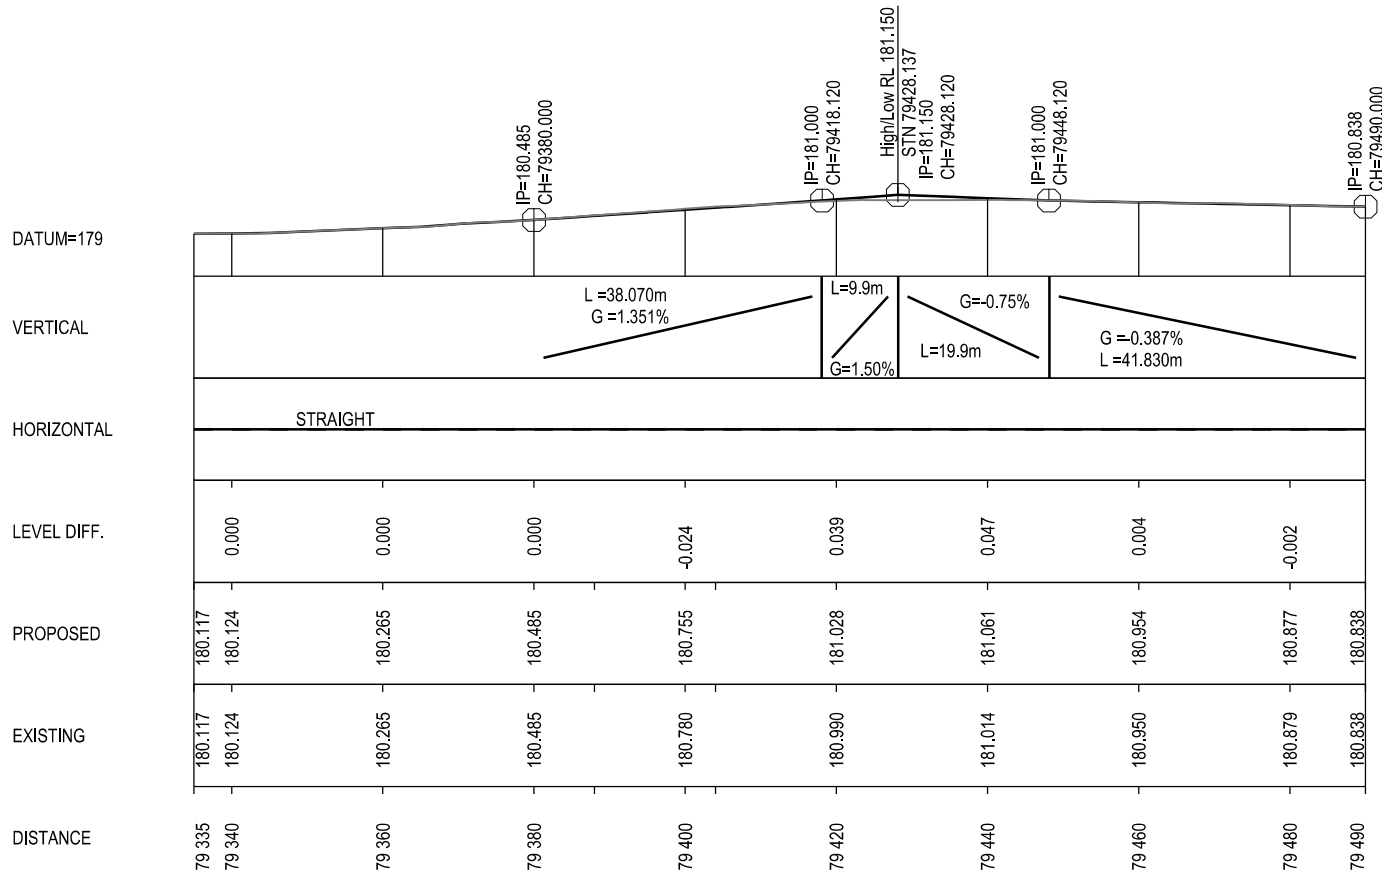 IP=180.485
CH=79380.000
IP=181.000
CH=79418.120
High/Low RL 181.150
STN 79428.137
IP=181.150
CH=79428.120
IP=181.000
CH=79448.120
IP=180.838
CH=79490.000
DATUM=179
VERTICAL
L =38.070m
G =1.351%
L=9.9m
G=1.50%
G=-0.75%
L=19.9m
G =-0.387%
L =41.830m
HORIZONTAL
STRAIGHT
LEVEL DIFF.
0.000 0.000 0.000 -0.024 0.039 0.047 0.004 -0.002
PROPOSED
180.117 180.124 180.265 180.485 180.755 181.028 181.061 180.954 180.877 180.838
EXISTING
180.117 180.124 180.265 180.485 180.780 180.990 181.014 180.950 180.879 180.838
DISTANCE
79 335 79 340 79 360 79 380 79 400 79 420 79 440 79 460 79 480 79 490